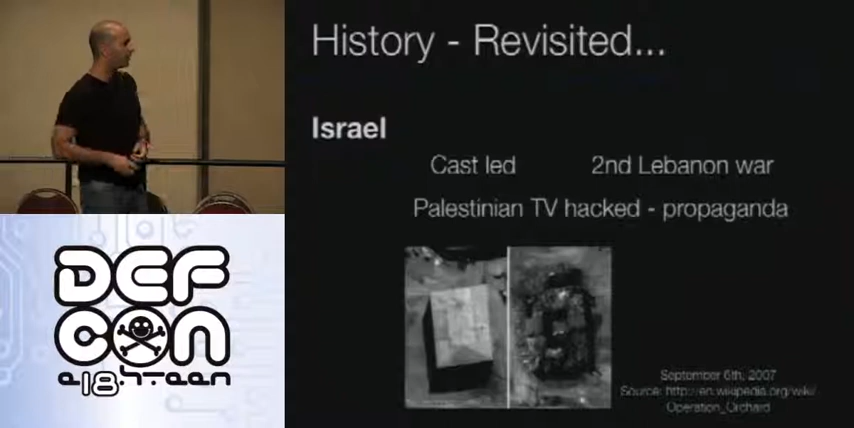 History - Revisited...
Israel
Cast led 2nd Lebanon war
Palestinian TV hacked - propaganda
September 6th, 2007
Source: http://en.wikipedia.org/wiki/
Operation_Orchard
DEF
CON
e18hteen